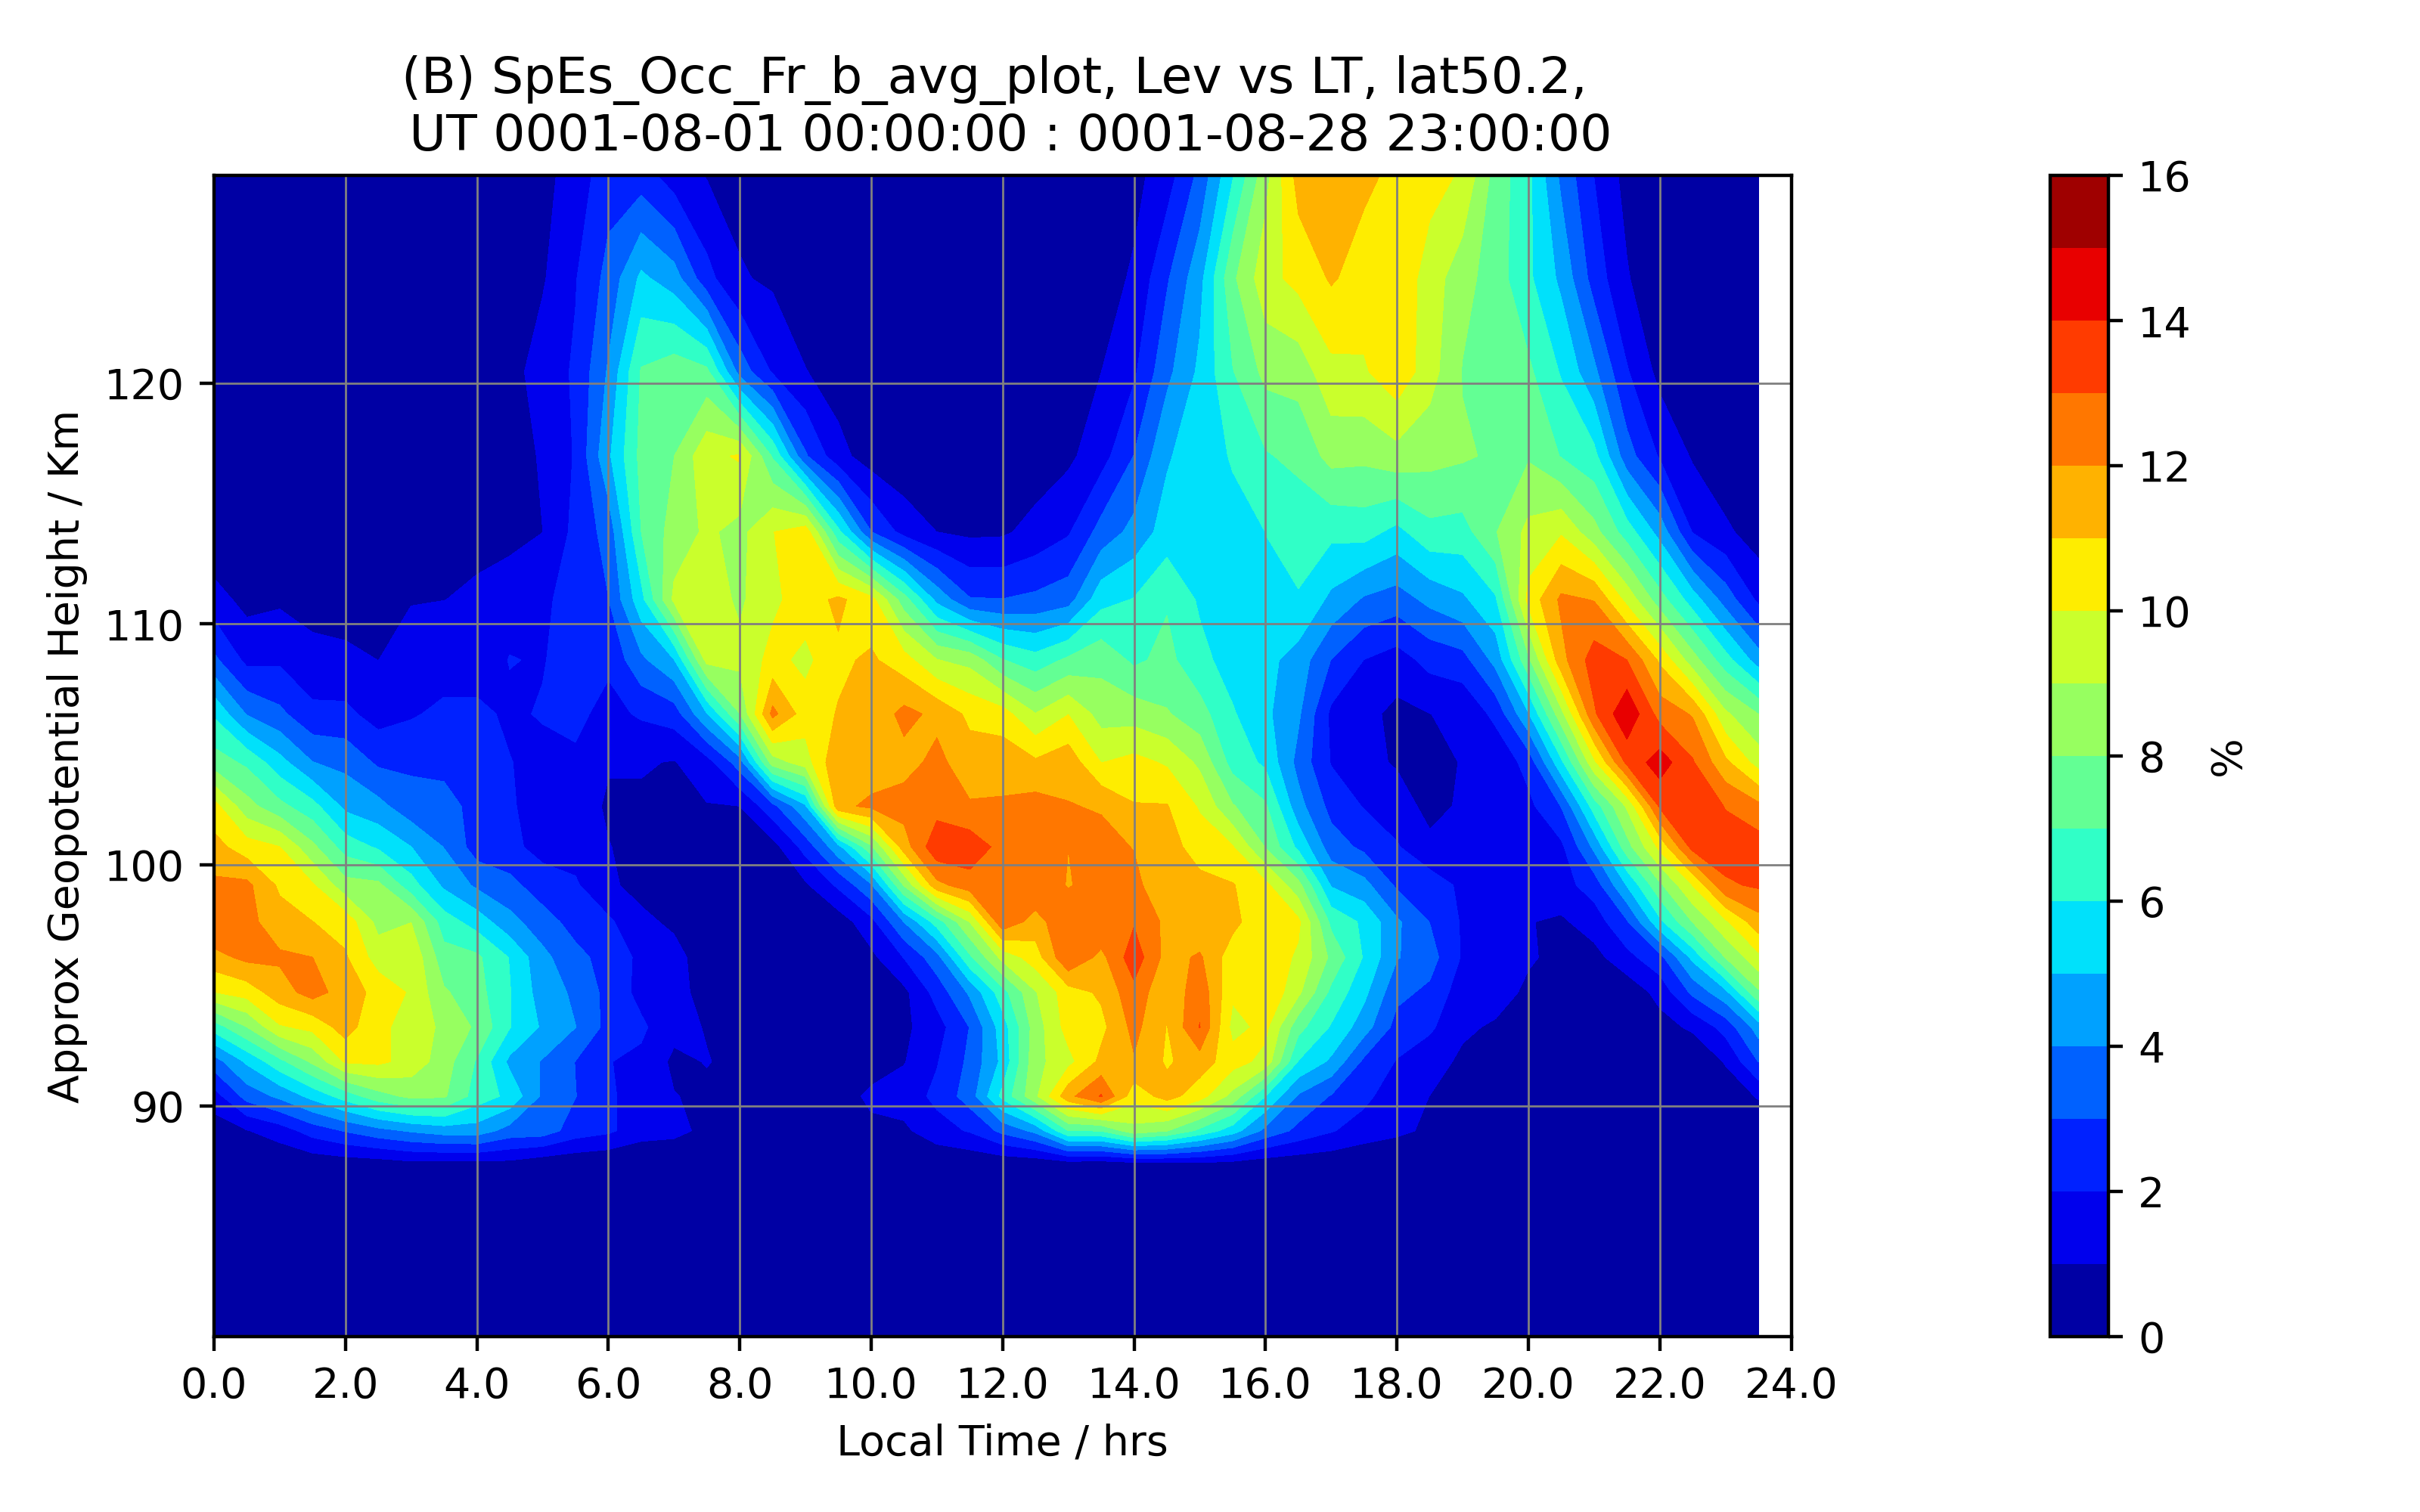 (B) SpEs_Occ_Fr_b_avg_plot, Lev vs LT, lat50.2,
UT 0001-08-01 00:00:00 : 0001-08-28 23:00:00
Approx Geopotential Height / Km
120
110
100
90
0.0 2.0 4.0 6.0 8.0 10.0 12.0 14.0 16.0 18.0 20.0 22.0 24.0
Local Time / hrs
16
14
12
10
8
6
4
2
0
%